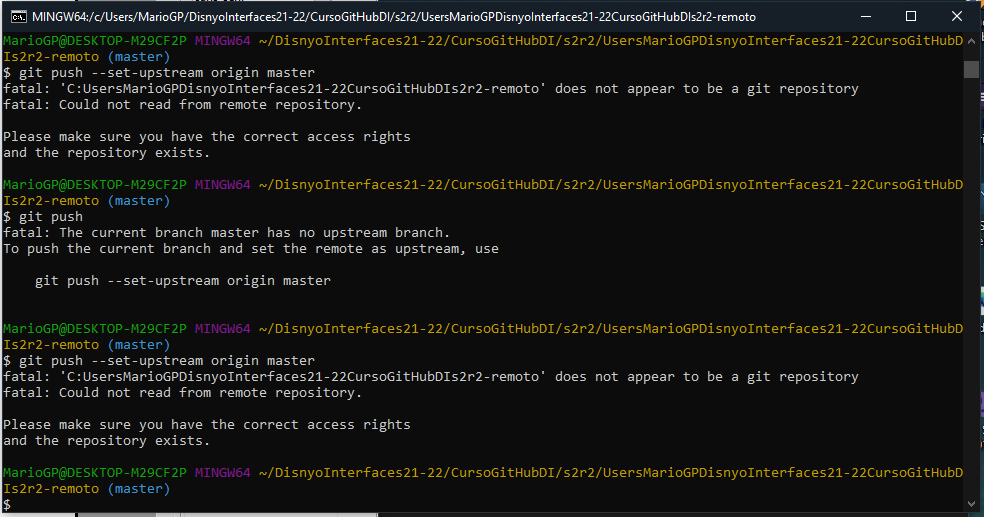 MINGW64:/c/Users/MarioGP/DisnyoInterfaces21-22/CursoGitHubDI/s2r2/UsersMarioGPDisnyoInterfaces21-22CursoGitHubDIs2r2-remoto
MarioGP@DESKTOP-M29CF2P MINGW64 ~/DisnyoInterfaces21-22/CursoGitHubDI/s2r2/UsersMarioGPDisnyoInterfaces21-22CursoGitHubD
Is2r2-remoto (master)
$ git push --set-upstream origin master
fatal: 'C:UsersMarioGPDisnyoInterfaces21-22CursoGitHubDIs2r2-remoto' does not appear to be a git repository
fatal: Could not read from remote repository.
Please make sure you have the correct access rights
and the repository exists.
MarioGP@DESKTOP-M29CF2P MINGW64 ~/DisnyoInterfaces21-22/CursoGitHubDI/s2r2/UsersMarioGPDisnyoInterfaces21-22CursoGitHubD
Is2r2-remoto (master)
$ git push
fatal: The current branch master has no upstream branch.
To push the current branch and set the remote as upstream, use
git push --set-upstream origin master
MarioGP@DESKTOP-M29CF2P MINGW64 ~/DisnyoInterfaces21-22/CursoGitHubDI/s2r2/UsersMarioGPDisnyoInterfaces21-22CursoGitHubD
Is2r2-remoto (master)
$ git push --set-upstream origin master
fatal: 'C:UsersMarioGPDisnyoInterfaces21-22CursoGitHubDIs2r2-remoto' does not appear to be a git repository
fatal: Could not read from remote repository.
Please make sure you have the correct access rights
and the repository exists.
MarioGP@DESKTOP-M29CF2P MINGW64 ~/DisnyoInterfaces21-22/CursoGitHubDI/s2r2/UsersMarioGPDisnyoInterfaces21-22CursoGitHubD
Is2r2-remoto (master)
$